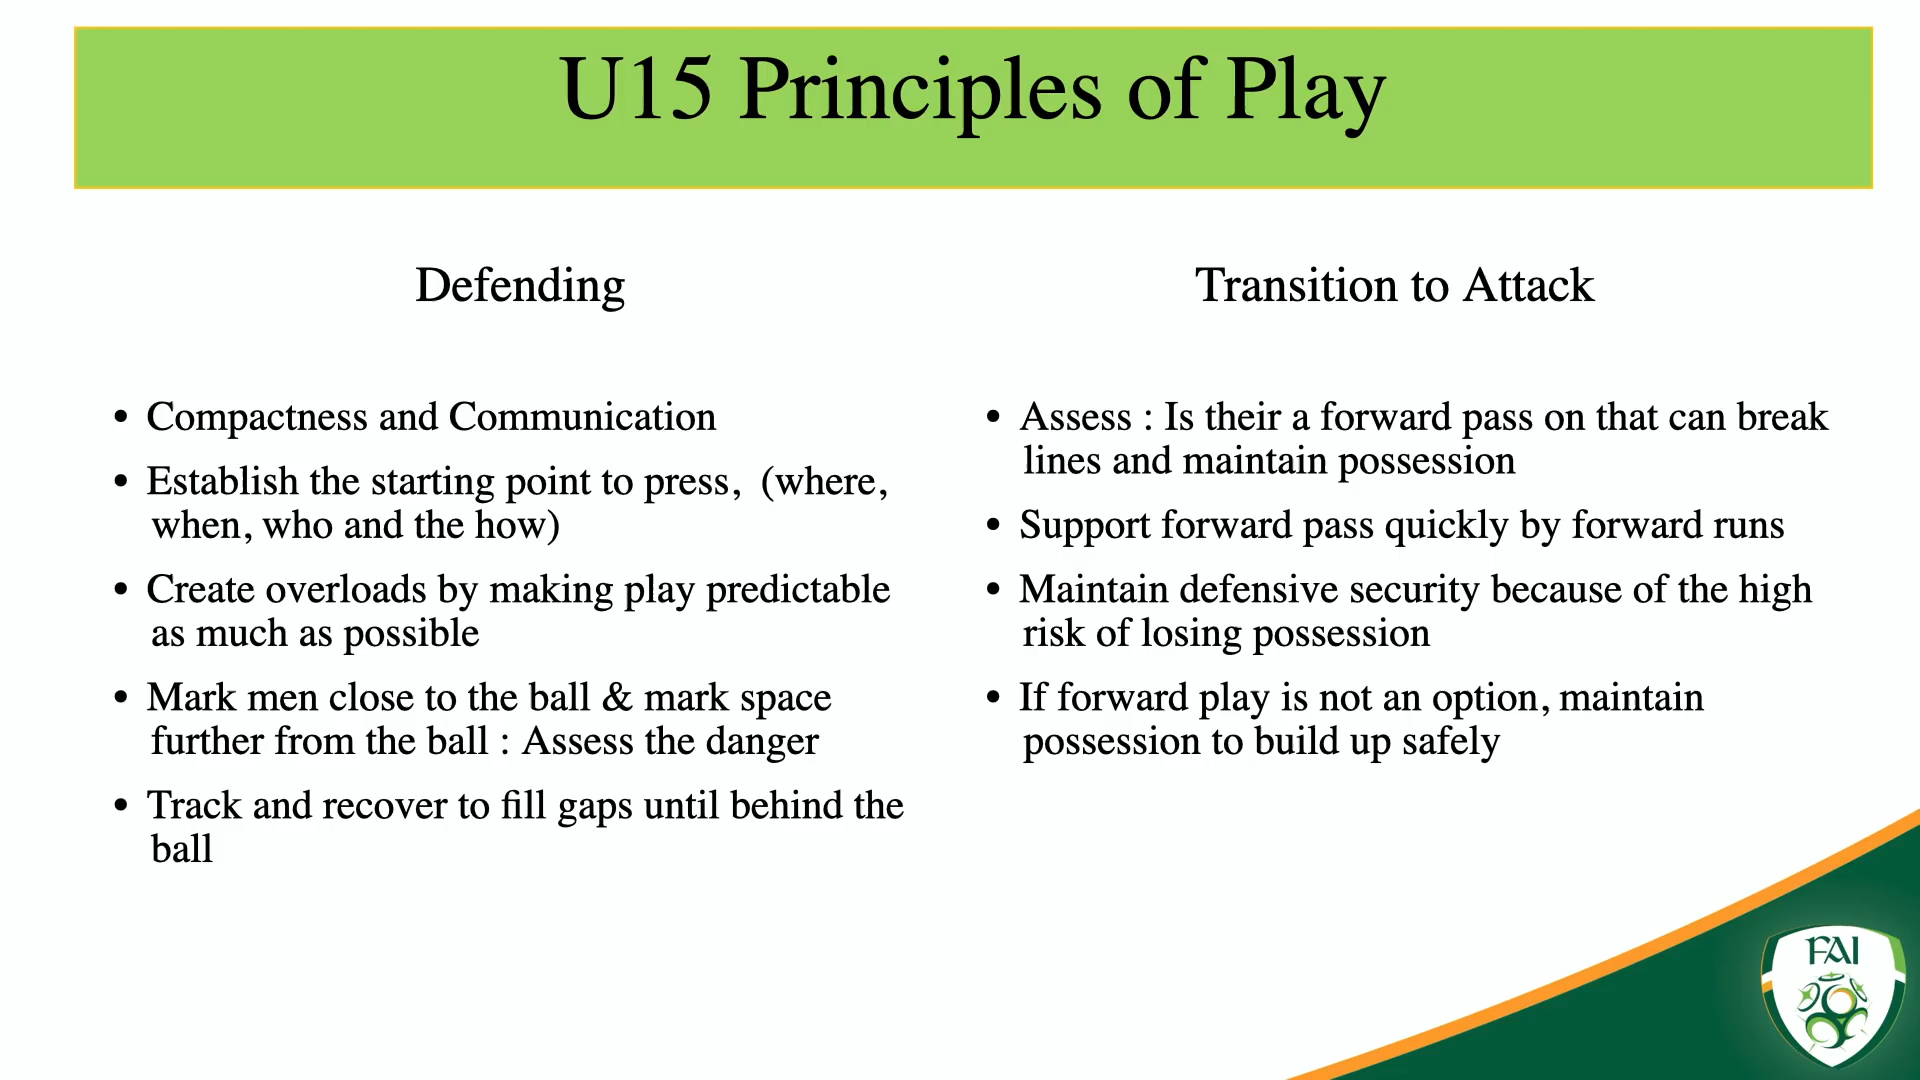 U15 Principles of Play
Defending
• Compactness and Communication
• Establish the starting point to press,  (where,
when, who and the how)
• Create overloads by making play predictable
as much as possible
• Mark men close to the ball & mark space
further from the ball : Assess the danger
• Track and recover to fill gaps until behind the
ball
Transition to Attack
• Assess : Is their a forward pass on that can break
lines and maintain possession
• Support forward pass quickly by forward runs
• Maintain defensive security because of the high
risk of losing possession
• If forward play is not an option, maintain
possession to build up safely
FAI